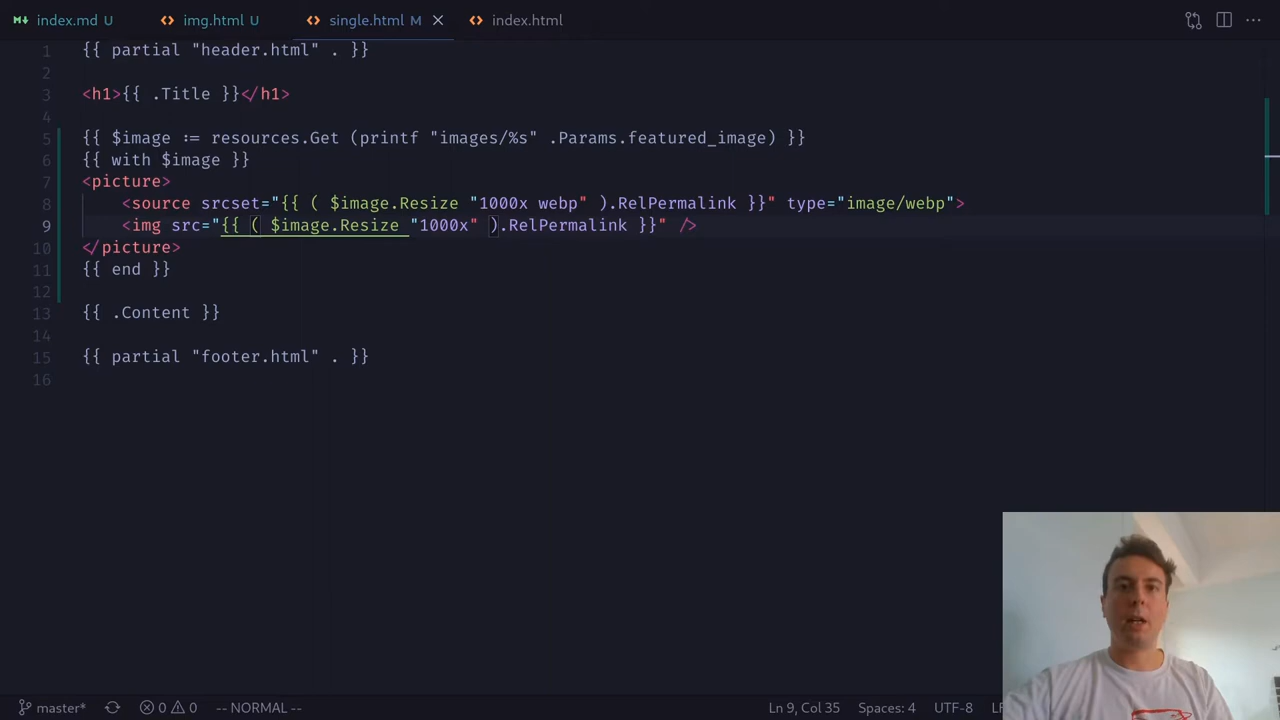 index.md U img.html U single.html M index.html
1 {{ partial "header.html" . }}
2
3 <h1>{{ .Title }}</h1>
4
5 {{ $image := resources.Get (printf "images/%s" .Params.featured_image) }}
6 {{ with $image }}
7 <picture>
8 <source srcset="{{ ( $image.Resize "1000x webp" ).RelPermalink }}" type="image/webp">
9 <img src="{{ ( $image.Resize "1000x" ).RelPermalink }}" />
10 </picture>
11 {{ end }}
12
13 {{ .Content }}
14
15 {{ partial "footer.html" . }}
16
master* 0 0 -- NORMAL -- Ln 9, Col 35 Spaces: 4 UTF-8